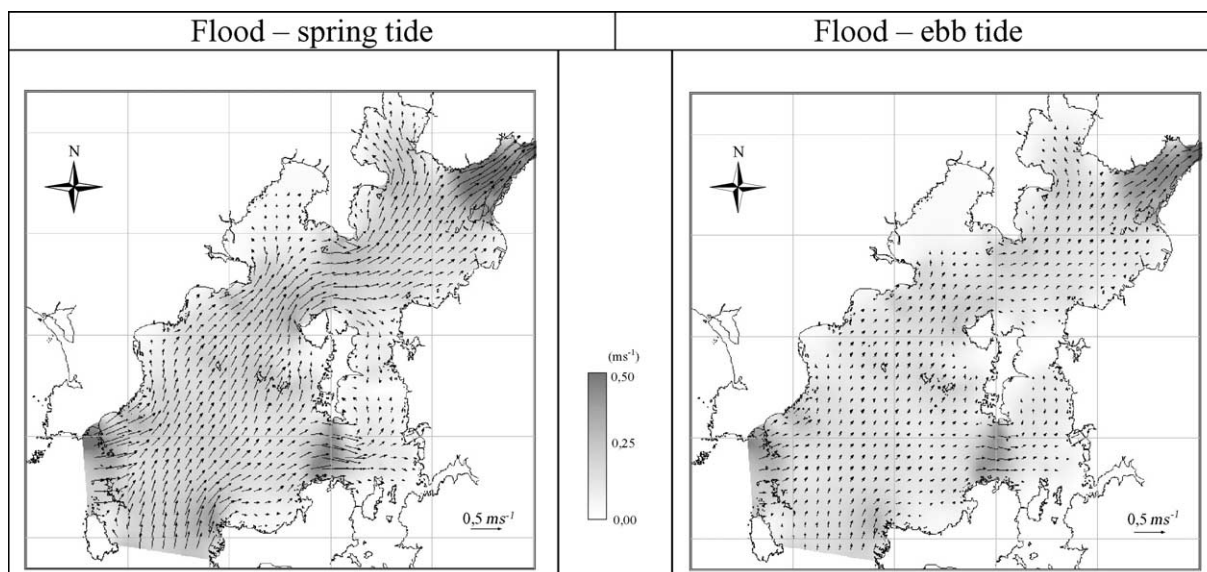 Flood – spring tide
Flood – ebb tide
N
N
(ms⁻¹)
0,50
0,25
0,00
0,5 ms⁻¹
0,5 ms⁻¹